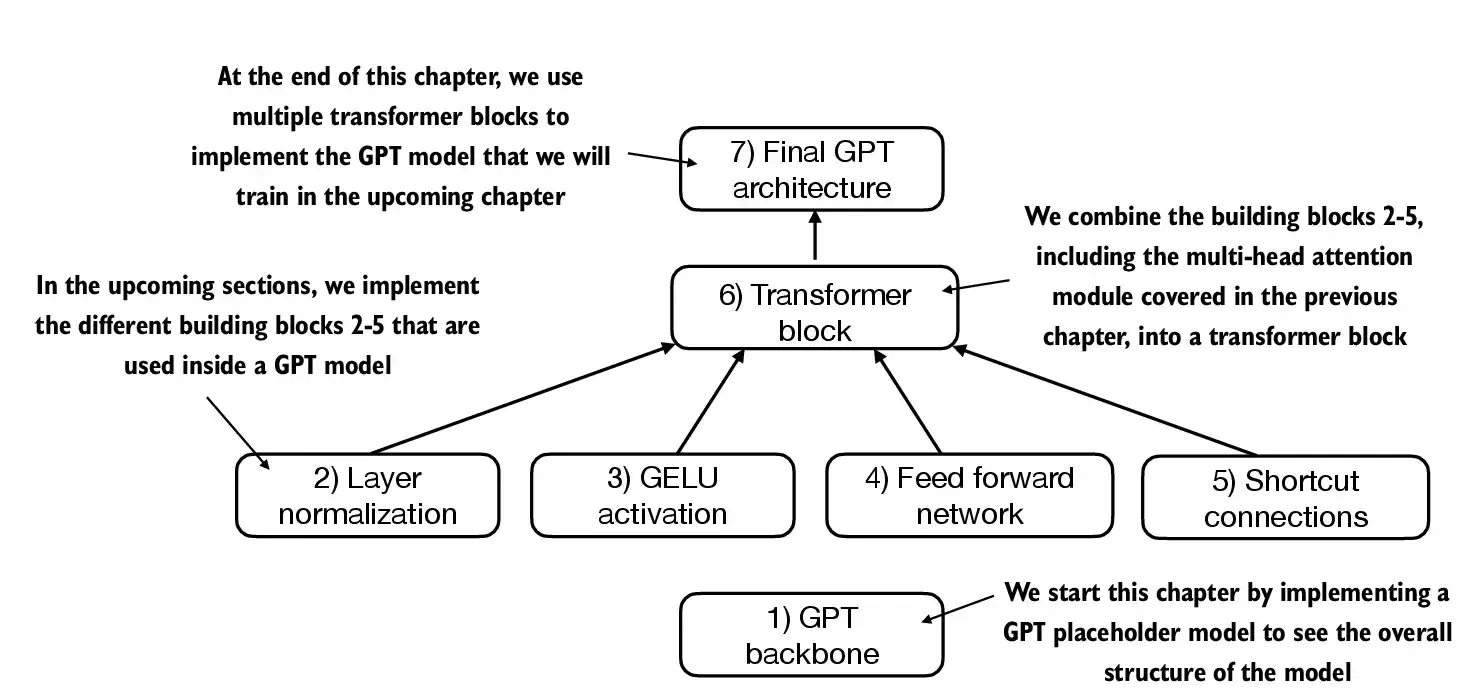 At the end of this chapter, we use
multiple transformer blocks to
implement the GPT model that we will
train in the upcoming chapter
7) Final GPT
architecture
We combine the building blocks 2-5,
including the multi-head attention
module covered in the previous
chapter, into a transformer block
In the upcoming sections, we implement
the different building blocks 2-5 that are
used inside a GPT model
6) Transformer
block
2) Layer
normalization
3) GELU
activation
4) Feed forward
network
5) Shortcut
connections
1) GPT
backbone
We start this chapter by implementing a
GPT placeholder model to see the overall
structure of the model